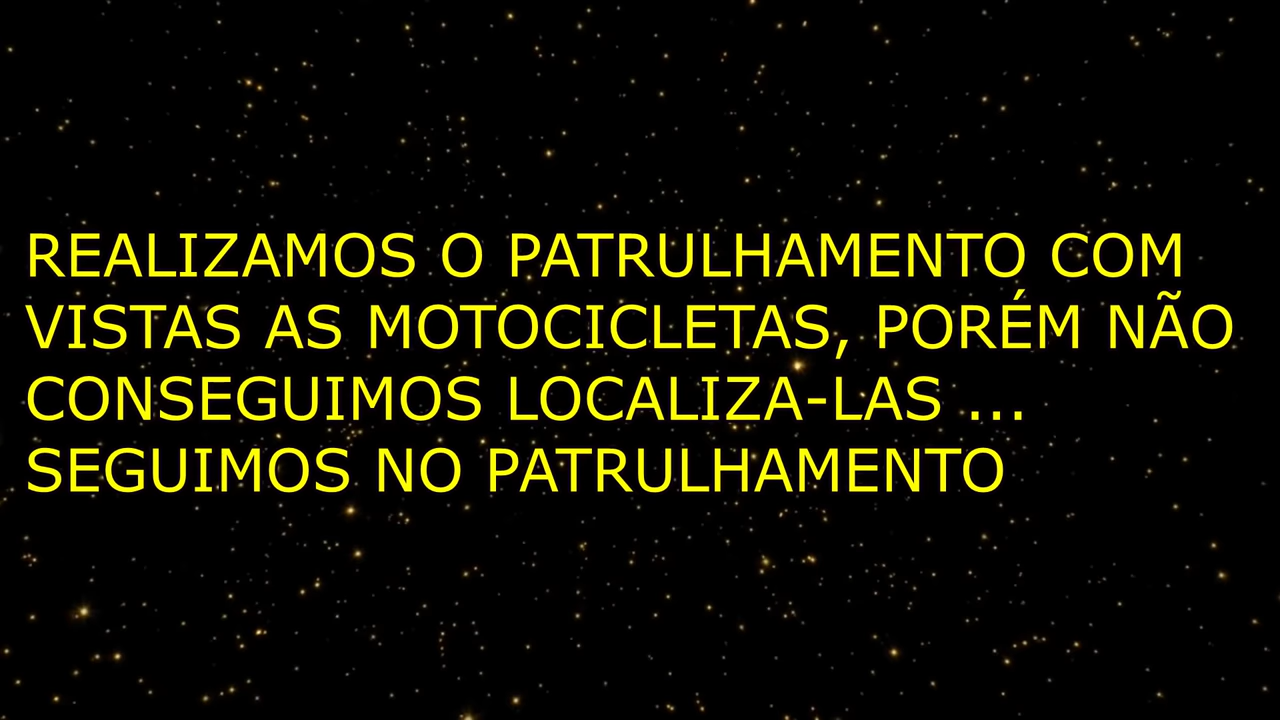 REALIZAMOS O PATRULHAMENTO COM
VISTAS AS MOTOCICLETAS, PORÉM NÃO
CONSEGUIMOS LOCALIZA-LAS ...
SEGUIMOS NO PATRULHAMENTO